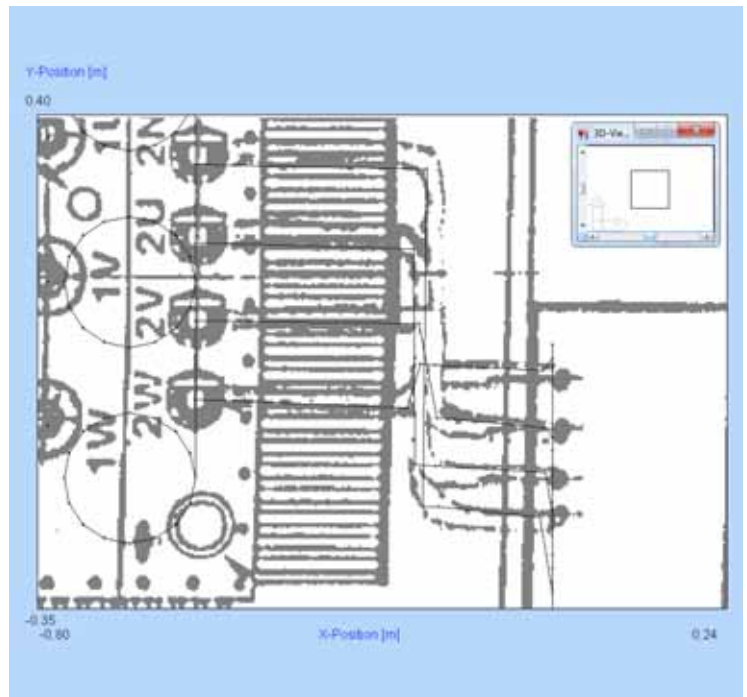 Y-Position [m]
0.40
3D-Vie...
2N
2U
1V
2V
2W
1W
-0.35
-0.80
X-Position [m]
0.24